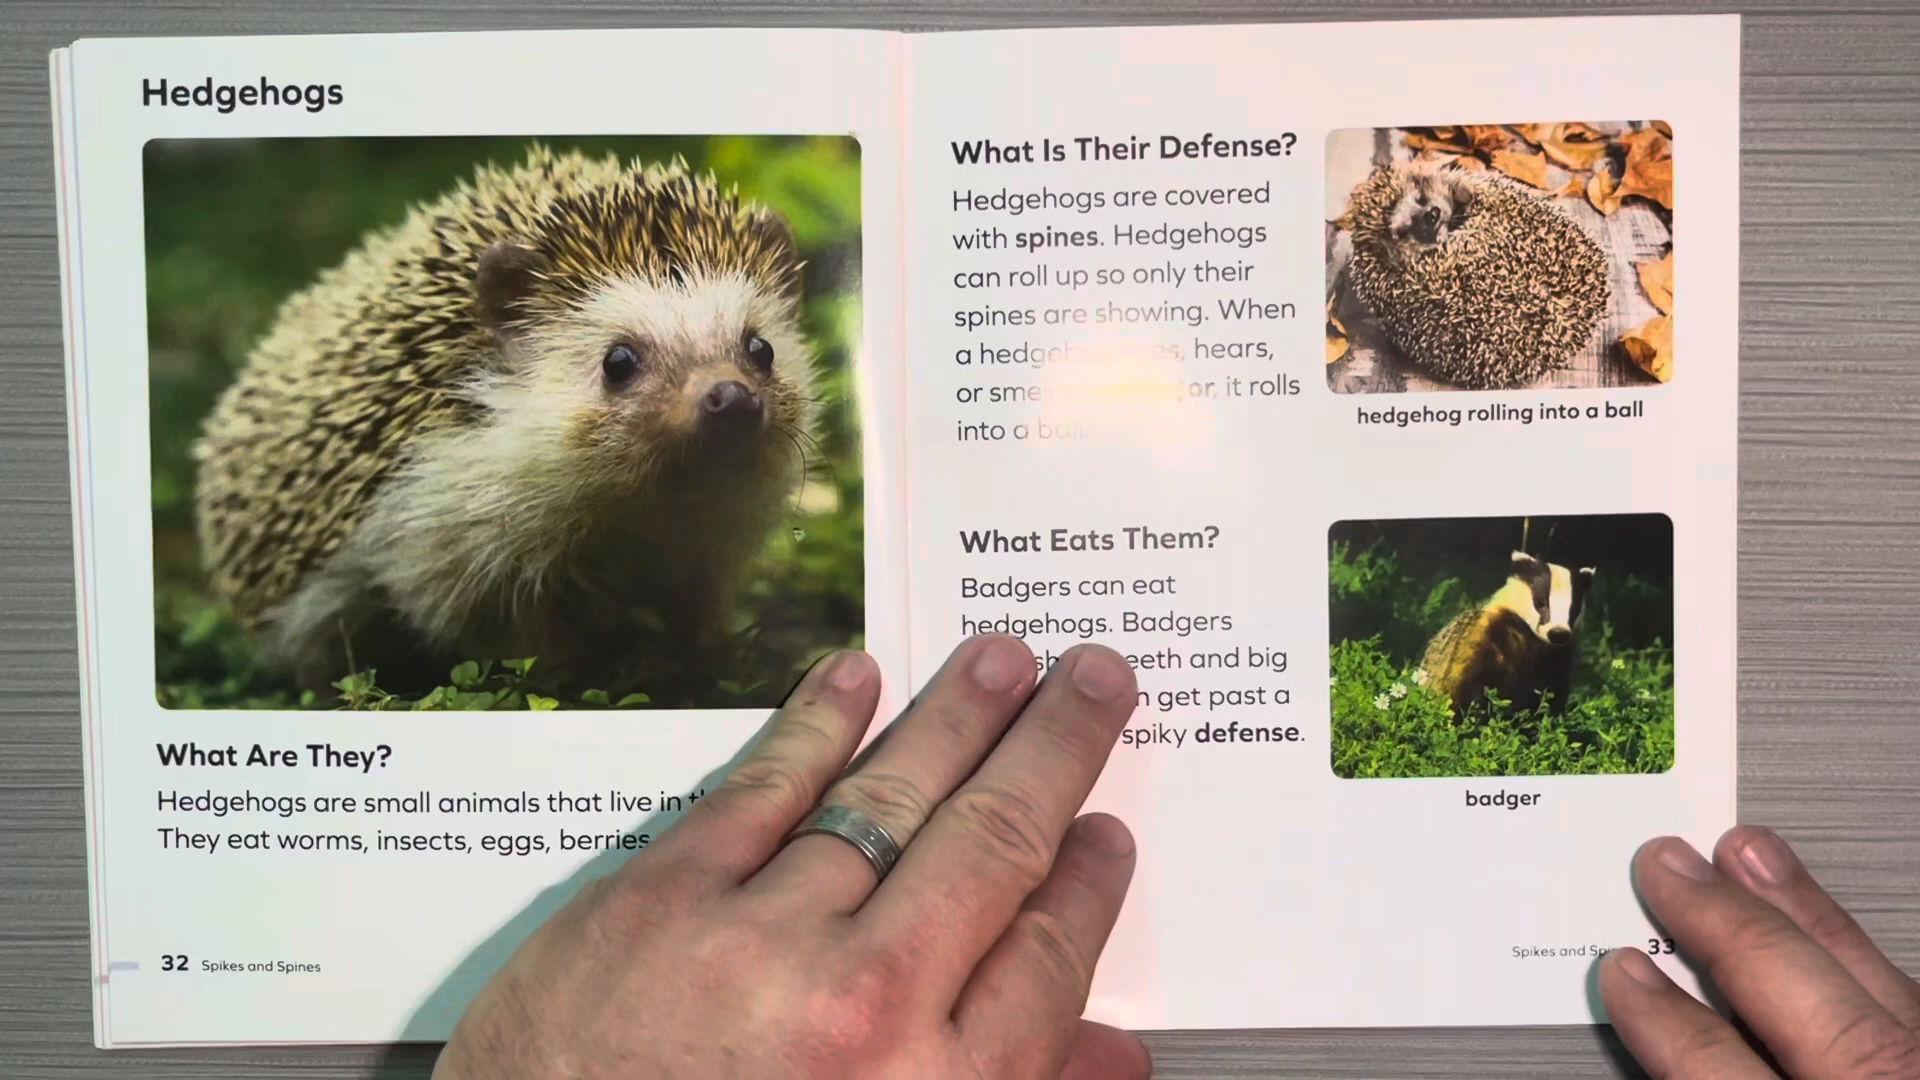 Hedgehogs
What Are They?
Hedgehogs are small animals that live in
They eat worms, insects, eggs, berries
32 Spikes and Spines
What Is Their Defense?
Hedgehogs are covered
with spines. Hedgehogs
can roll up so only their
spines are showing. When
a hears,
or it rolls
into a
hedgehog rolling into a ball
What Eats Them?
Badgers can eat
hedgehogs. Badgers
and big
get past a
spiky defense.
badger
Spikes and 33